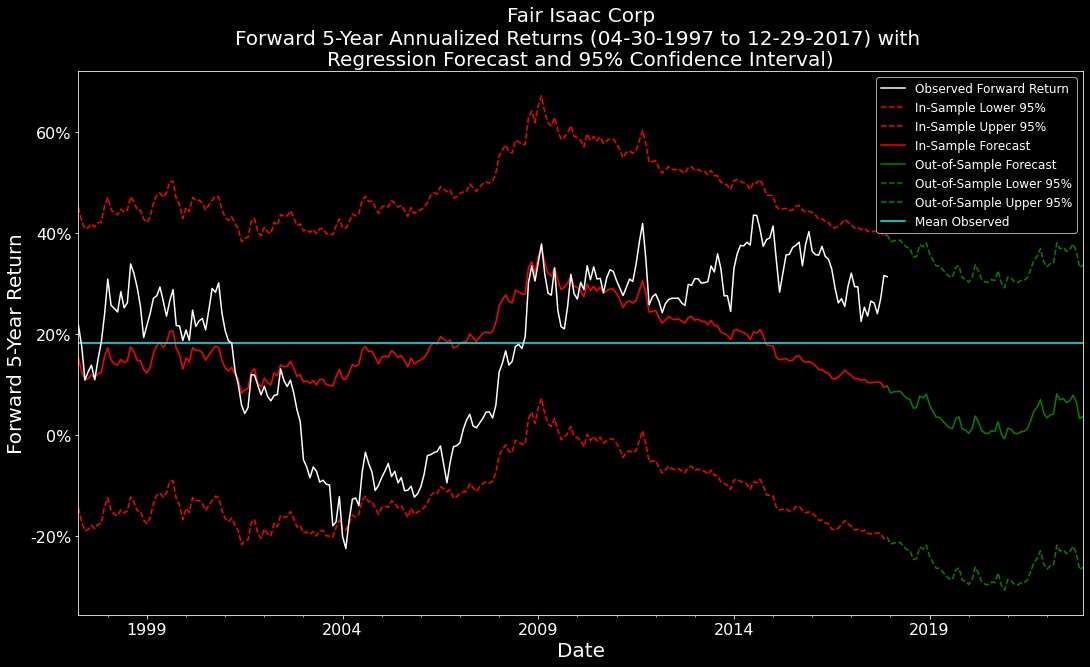 Fair Isaac Corp
Forward 5-Year Annualized Returns (04-30-1997 to 12-29-2017) with
Regression Forecast and 95% Confidence Interval)
Observed Forward Return
In-Sample Lower 95%
In-Sample Upper 95%
In-Sample Forecast
Out-of-Sample Forecast
Out-of-Sample Lower 95%
Out-of-Sample Upper 95%
Mean Observed
Forward 5-Year Return
60%
40%
20%
0%
-20%
1999
2004
2009
2014
2019
Date